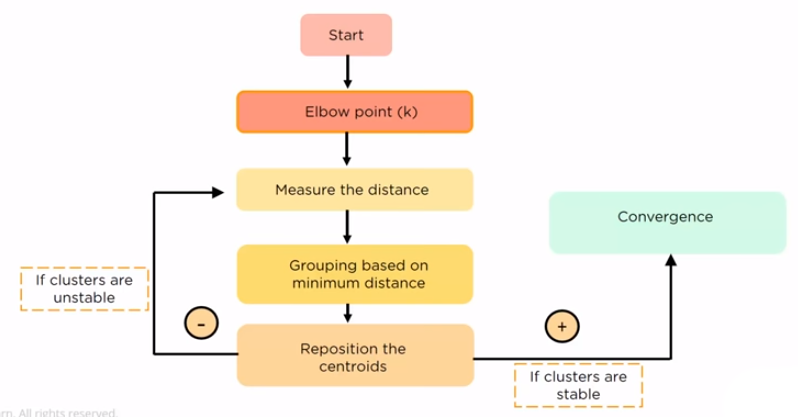 Start
Elbow point (k)
Measure the distance
Convergence
Grouping based on
minimum distance
If clusters are
unstable
-
+
Reposition the
centroids
If clusters are
stable
All rights reserved.